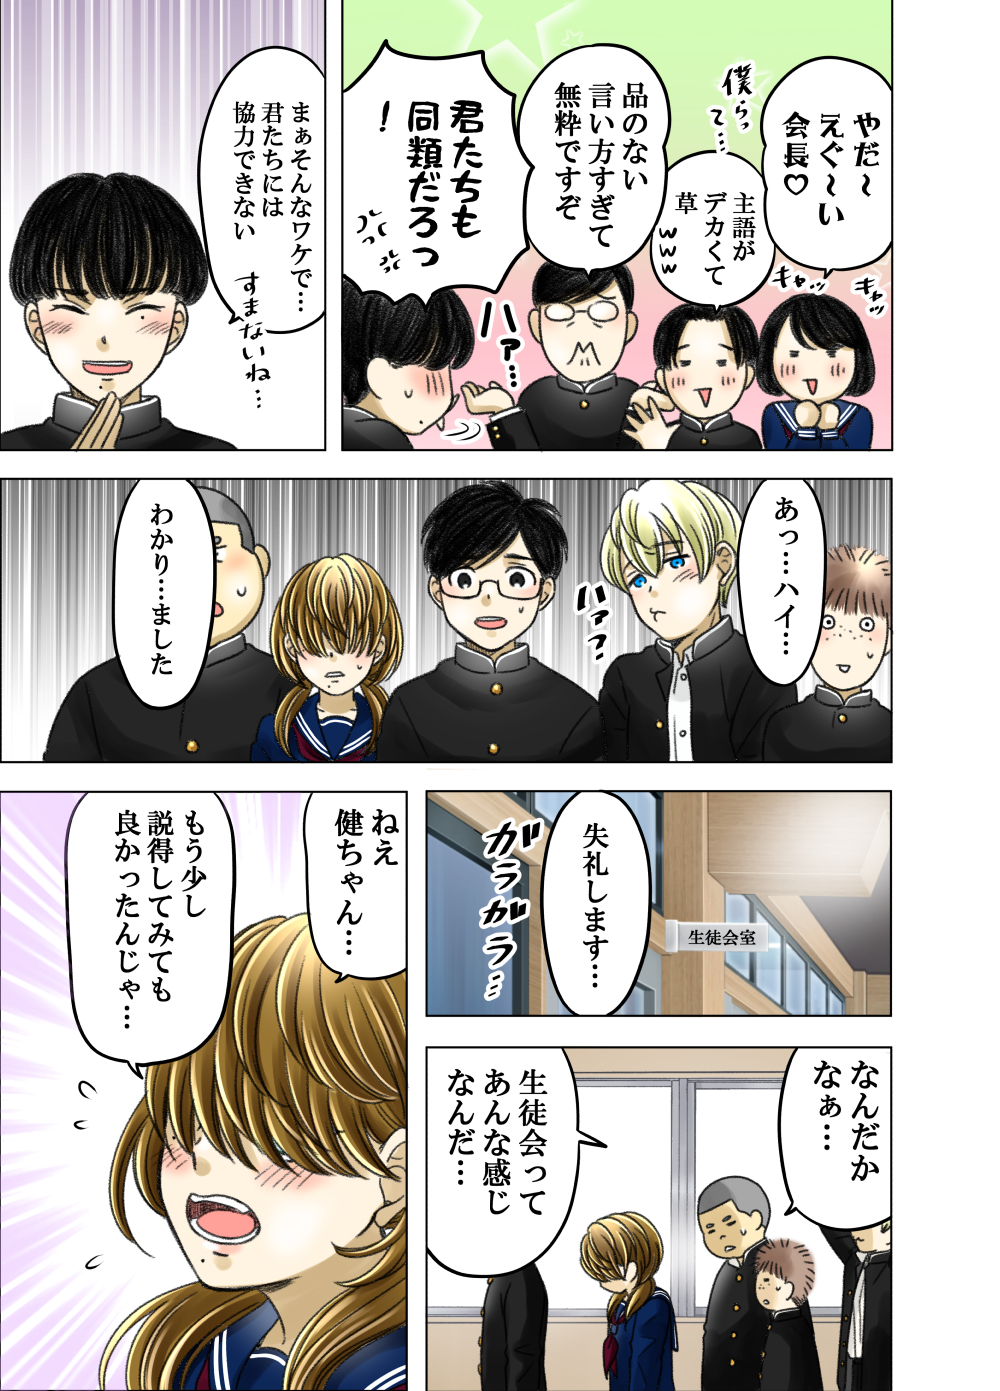 やだ～
えぐ～い
会長♡
キャッ
キャッ
僕らっ
て…
主語が
デカくて
草
www
品のない
言い方すぎて
無粋ですぞ
ハァ…
君たちも
同類だろっ
！
まぁそんなワケで…
君たちには
協力できない
すまないね…
あっ…ハイ…
ハァ？
わかり…ました
失礼します…
ガラガラ…
生徒会室
なんだか
なぁ…
生徒会って
あんな感じ
なんだ…
ねえ
健ちゃん…
もう少し
説得してみても
良かったんじゃ…